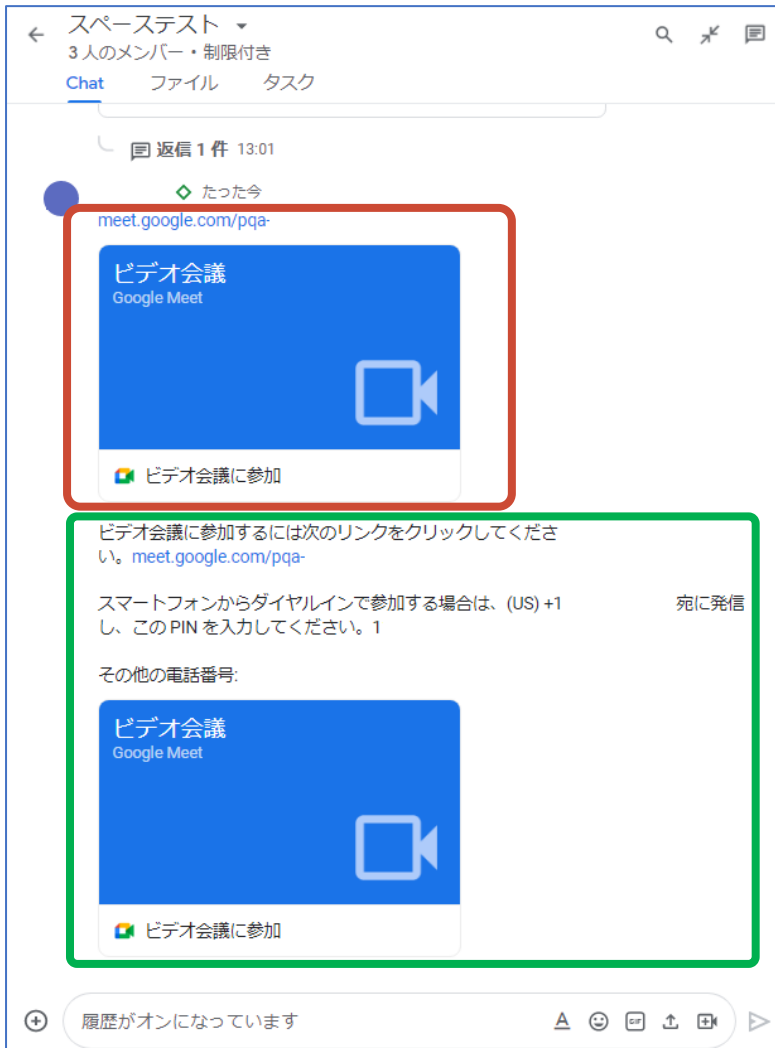 スペーステスト
3 人のメンバー・制限付き
Chat ファイル タスク
返信 1 件 13:01
たった今
meet.google.com/pqa-
ビデオ会議
Google Meet
ビデオ会議に参加
ビデオ会議に参加するには次のリンクをクリックしてくださ
い。meet.google.com/pqa-
スマートフォンからダイヤルインで参加する場合は、(US) +1 宛に発信
し、この PIN を入力してください。1
その他の電話番号:
ビデオ会議
Google Meet
ビデオ会議に参加
履歴がオンになっています
A GIF